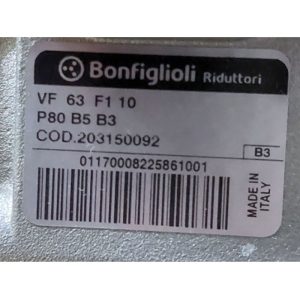 Bonfiglioli Riduttori
VF 63 F1 10
P80 B5 B3
COD.203150092
B3
01170008225861001
MADE IN
ITALY